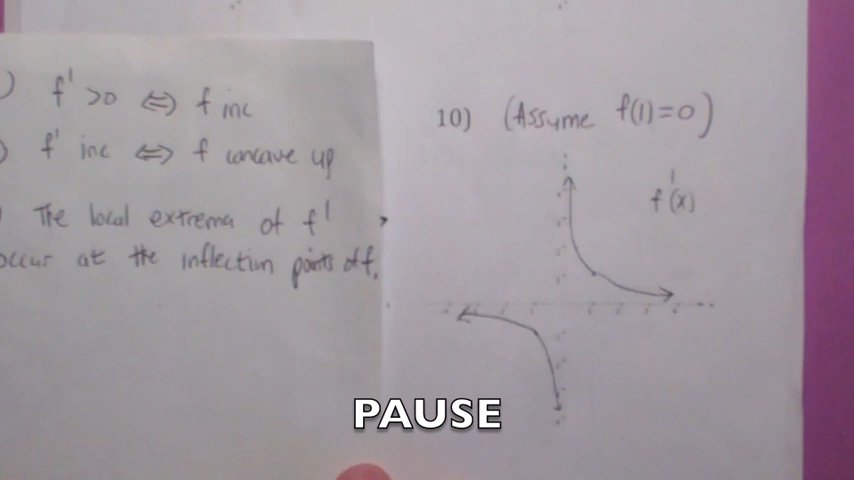 ) f' >0 ⇔ f inc
) f' inc ⇔ f concave up
) The local extrema of f'
occur at the inflection points of f.
10) (Assume f(1)=0)
f'(x)
PAUSE